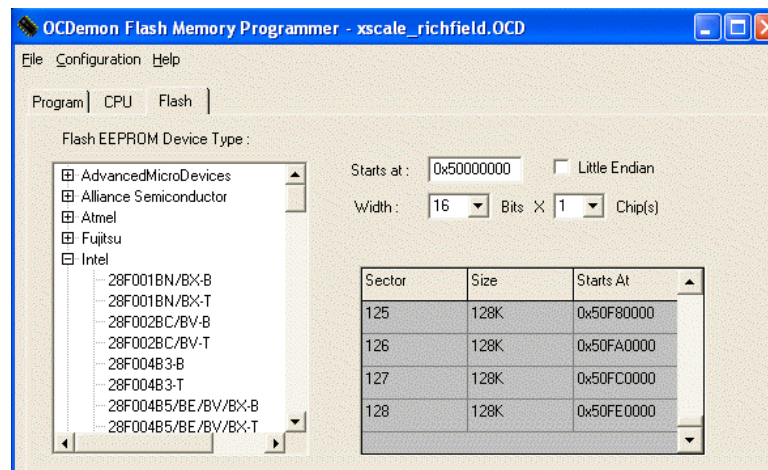 OCDemon Flash Memory Programmer - xscale_richfield.OCD
File Configuration Help
Program CPU Flash
Flash EEPROM Device Type :
AdvancedMicroDevices
Alliance Semiconductor
Atmel
Fujitsu
Intel
28F001BN/BX-B
28F001BN/BX-T
28F002BC/BV-B
28F002BC/BV-T
28F004B3-B
28F004B3-T
28F004B5/BE/BV/BX-B
28F004B5/BE/BV/BX-T
Starts at : 0x50000000 Little Endian
Width : 16 Bits X 1 Chip(s)
Sector Size Starts At
125 128K 0x50F80000
126 128K 0x50FA0000
127 128K 0x50FC0000
128 128K 0x50FE0000